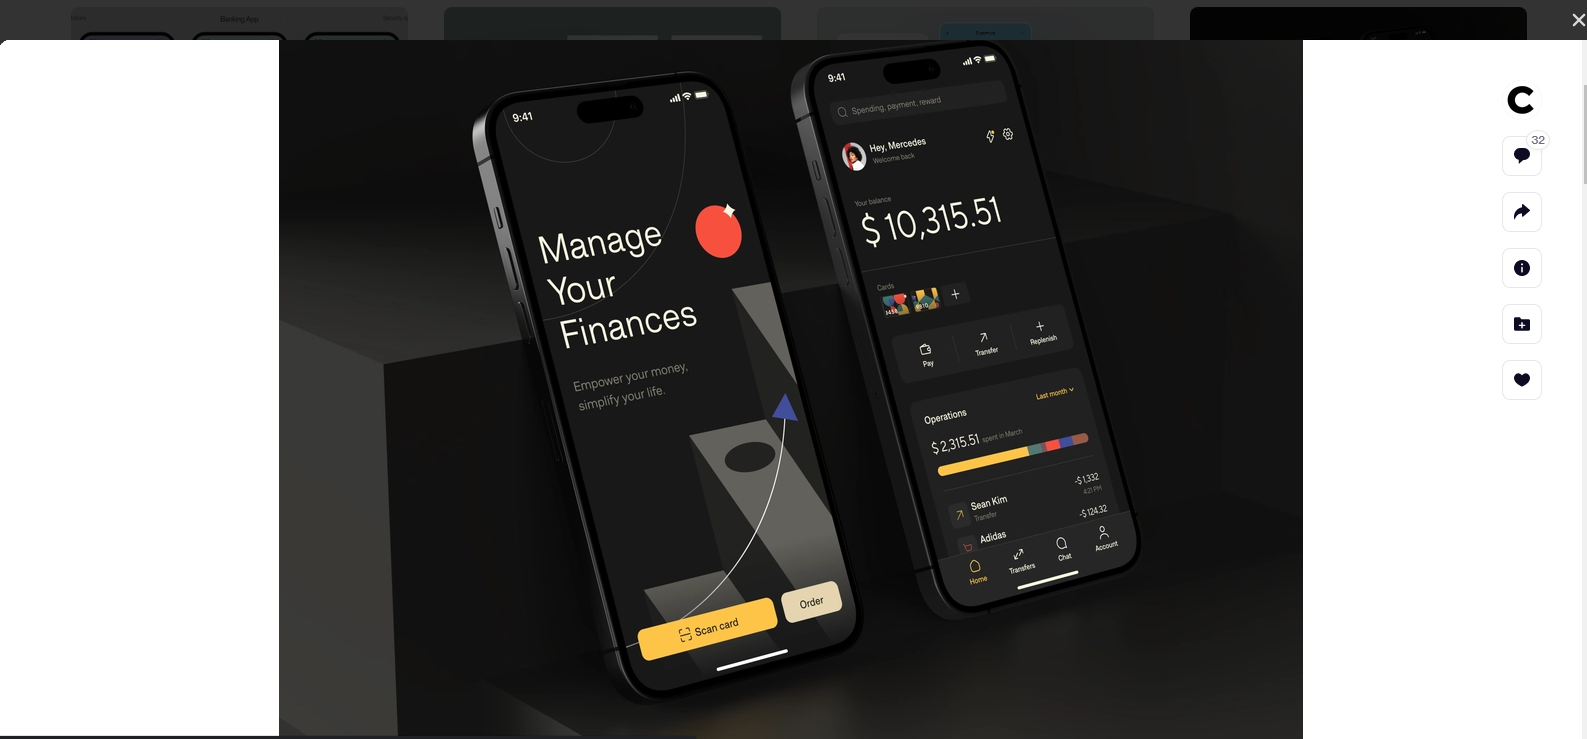 Banking App
32
9:41
Manage
Your
Finances
Empower your money,
simplify your life.
Scan card
Order
9:41
Spending, payment, reward
Hey, Mercedes
Welcome back
Your balance
$ 10,315.51
Cards
Pay
Transfer
Replenish
Operations
Last month
$ 2,315.51 spent in March
Sean Kim
-$ 1,332
Transfer
4:21 PM
Adidas
-$ 124.32
Home
Transfers
Chat
Account